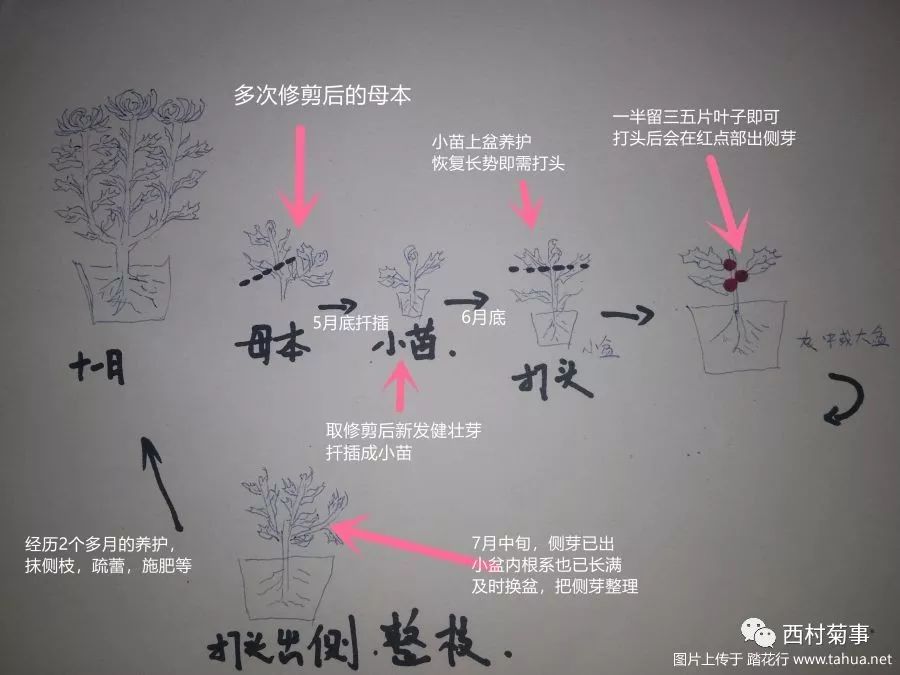 多次修剪后的母本
小苗上盆养护
恢复长势即需打头
一半留三五片叶子即可
打头后会在红点部出侧芽
十一月
母本
5月底扦插
小苗.
6月底
打头
小盆
中或大盆
取修剪后新发健壮芽
扦插成小苗
经历2个多月的养护,
抹侧枝,疏蕾,施肥等
7月中旬,侧芽已出
小盆内根系也已长满
及时换盆,把侧芽整理
打头出侧.整枝.
西村菊事
图片上传于 踏花行 www.tahua.net